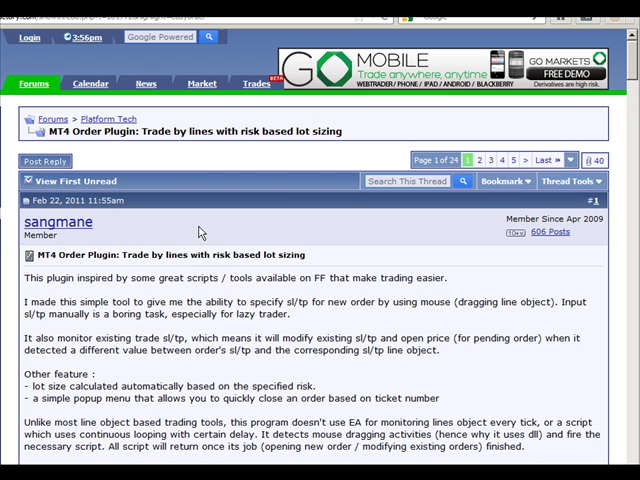 Login 3:56pm Google Powered
GO MOBILE
Trade anywhere, anytime
WEBTRADER/ PHONE / IPAD / ANDROID / BLACKBERRY
GO MARKETS
FREE DEMO
Derivatives are high risk.
Forums Calendar News Market Trades BETA
Forums > Platform Tech
MT4 Order Plugin: Trade by lines with risk based lot sizing
Post Reply Page 1 of 24 1 2 3 4 5 > Last » 40
View First Unread Search This Thread Bookmark Thread Tools
Feb 22, 2011 11:55am #1
sangmane
Member
Member Since Apr 2009
606 Posts
MT4 Order Plugin: Trade by lines with risk based lot sizing
This plugin inspired by some great scripts / tools available on FF that make trading easier.
I made this simple tool to give me the ability to specify sl/tp for new order by using mouse (dragging line object). Input
sl/tp manually is a boring task, especially for lazy trader.
It also monitor existing trade sl/tp, which means it will modify existing sl/tp and open price (for pending order) when it
detected a different value between order's sl/tp and the corresponding sl/tp line object.
Other feature :
- lot size calculated automatically based on the specified risk.
- a simple popup menu that allows you to quickly close an order based on ticket number
Unlike most line object based trading tools, this program doesn't use EA for monitoring lines object every tick, or a script
which uses continuous looping with certain delay. It detects mouse dragging activities (hence why it uses dll) and fire the
necessary script. All script will return once its job (opening new order / modifying existing orders) finished.